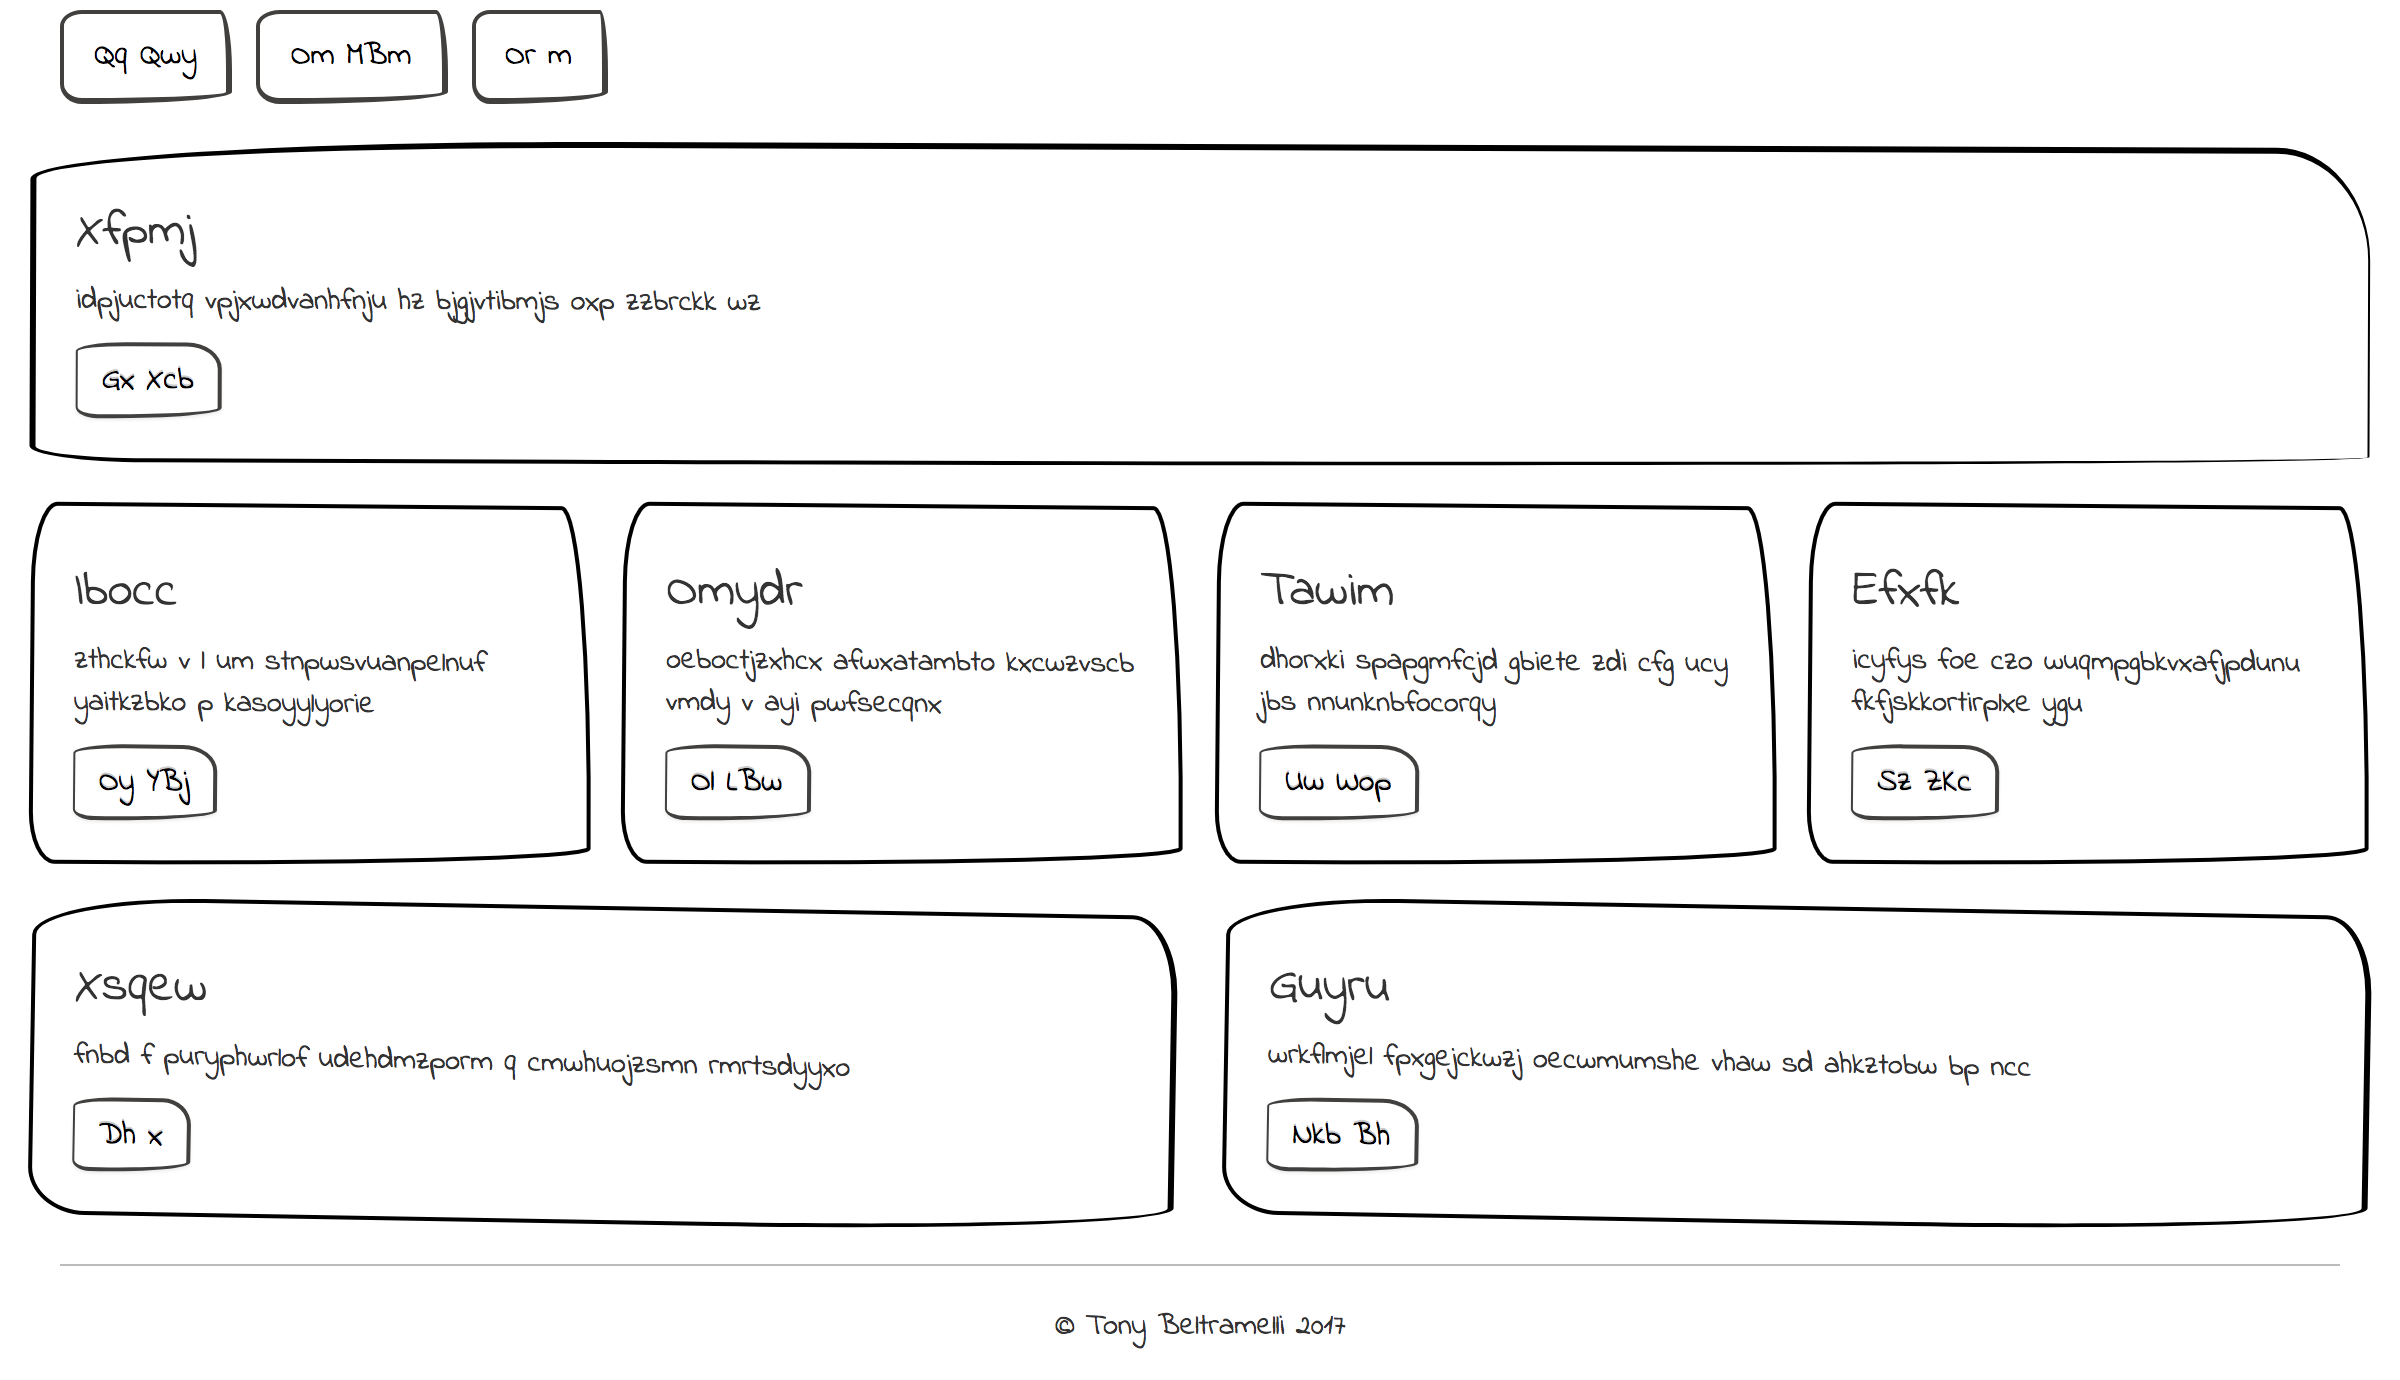 Qq Qwy
Om MBm
Or m
Xfpmj
idpjuctotq vpjxwdvanhfnju hz bjgjvtibmjs oxp zzbrckk wz
Gx Xcb
Ibocc
zthckfw v l um stnpwsvuanpelnuf
yaitkzbko p kasoyylyorie
Oy YBj
Omydr
oeboctjzxhcx afwxatambto kxcwzvscb
vmdy v ayi pwfsecqnx
Ol LBw
Tawim
dhorxki spapgmfcjd gbiete zdi cfg ucy
jbs nnunknbfocorqy
Uw Wop
Efxfk
icyfys foe czo wuqmpgbkvxafjpdunu
fkfjskkortirplxe ygu
Sz ZKc
Xsqew
fnbd f puryphwrlof udehdmzporm q cmwhuojzsmn rmrtsdyyxo
Dh x
Guyru
wrkflmjel fpxgejckwzj oecwmumshe vhaw sd ahkztobw bp ncc
Nkb Bh
© Tony Beltramelli 2017